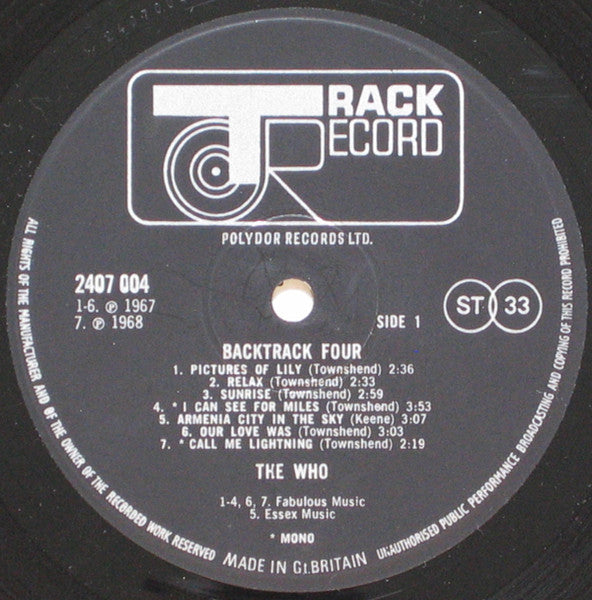 TRACK
RECORD
POLYDOR RECORDS LTD.
2407 004
1-6. ℗ 1967
7. ℗ 1968
SIDE 1
ST 33
BACKTRACK FOUR
1. PICTURES OF LILY (Townshend) 2:36
2. RELAX (Townshend) 2:33
3. SUNRISE (Townshend) 2:59
4. * I CAN SEE FOR MILES (Townshend) 3:53
5. ARMENIA CITY IN THE SKY (Keene) 3:07
6. OUR LOVE WAS (Townshend) 3:03
7. * CALL ME LIGHTNING (Townshend) 2:19
THE WHO
1-4, 6, 7. Fabulous Music
5. Essex Music
* MONO
ALL RIGHTS OF THE MANUFACTURER AND OF THE OWNER OF THE RECORDED WORK RESERVED
MADE IN Gt.BRITAIN
UNAUTHORISED PUBLIC PERFORMANCE BROADCASTING AND COPYING OF THIS RECORD PROHIBITED